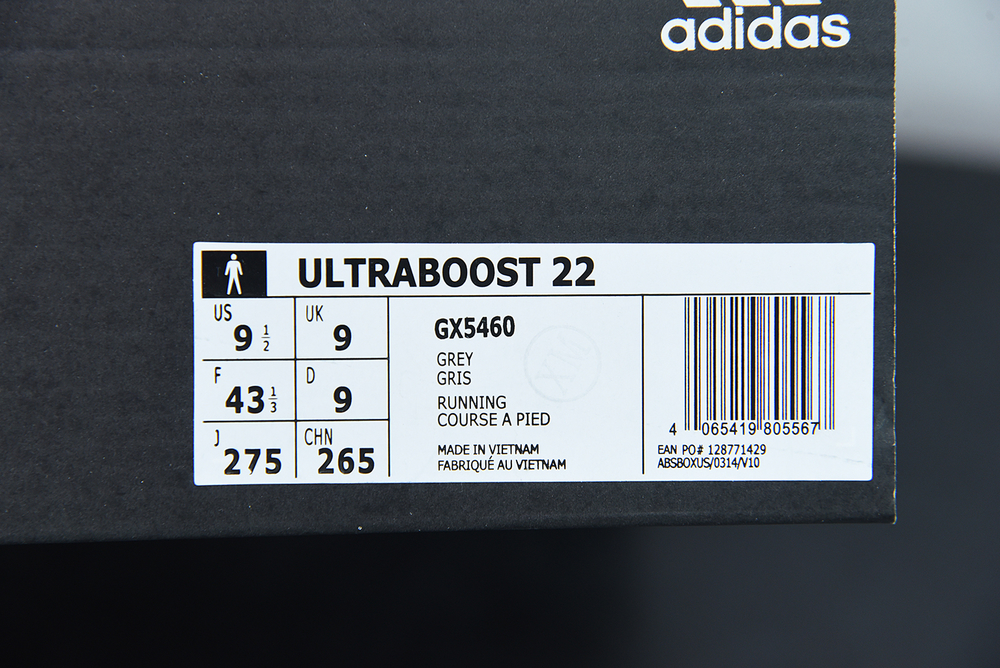 adidas
ULTRABOOST 22
US
9 1/2
UK
9
F
43 1/3
D
9
J
275
CHN
265
GX5460
GREY
GRIS
RUNNING
COURSE A PIED
MADE IN VIETNAM
FABRIQUÉ AU VIETNAM
4 065419 805567
EAN PO# 128771429
ABSBOXUS/0314/V10